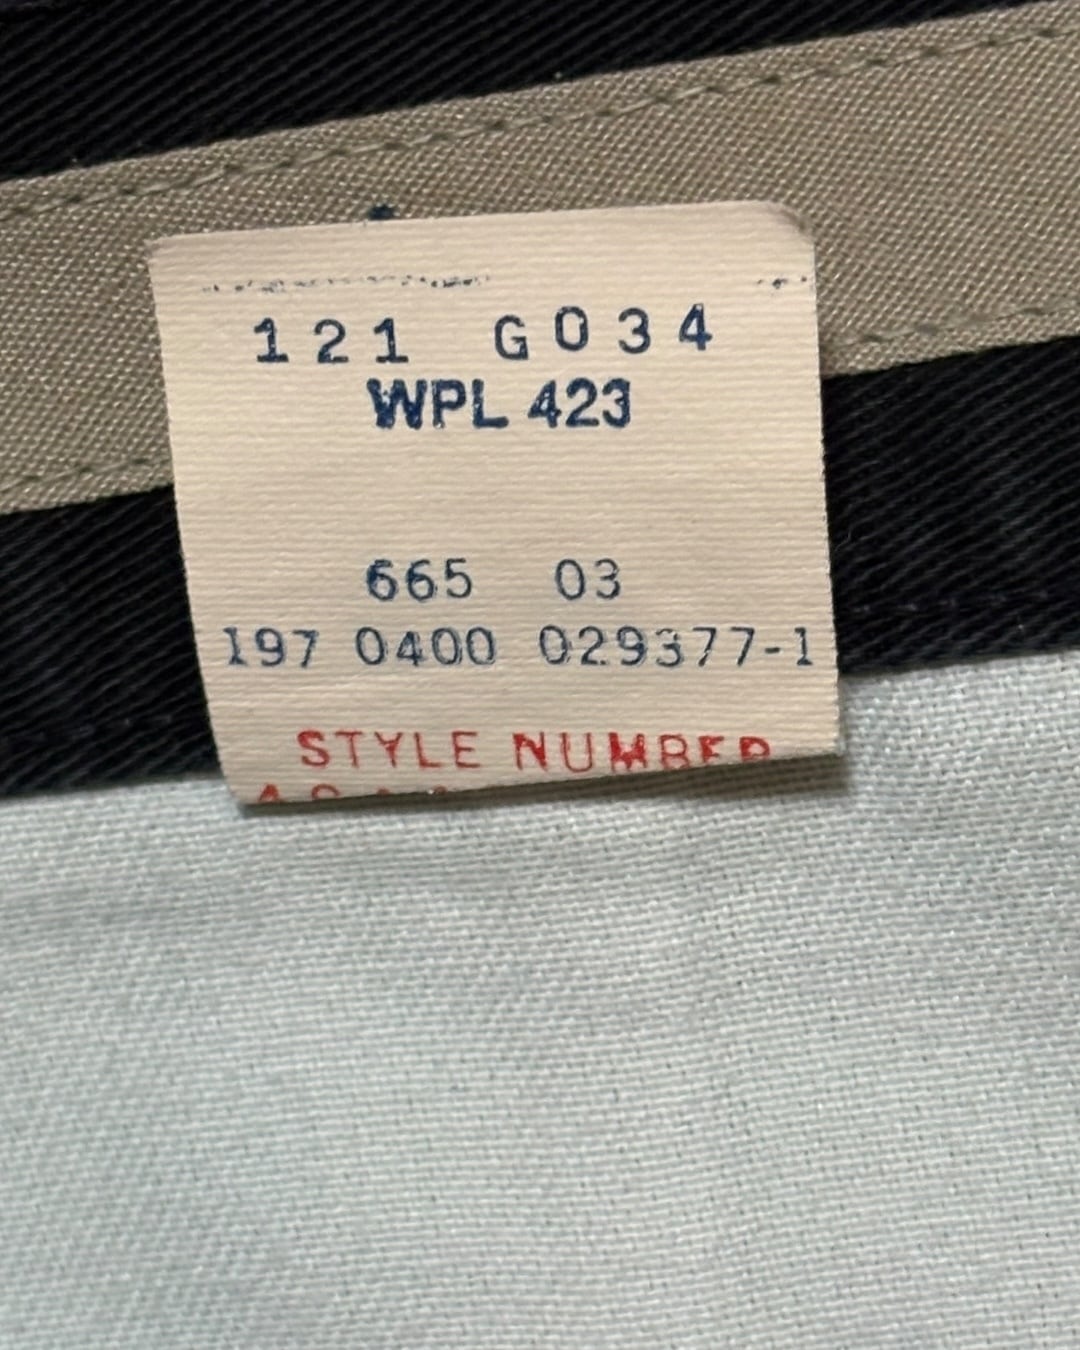 121 G034
WPL 423
665 03
197 0400 029377-1
STYLE NUMBER